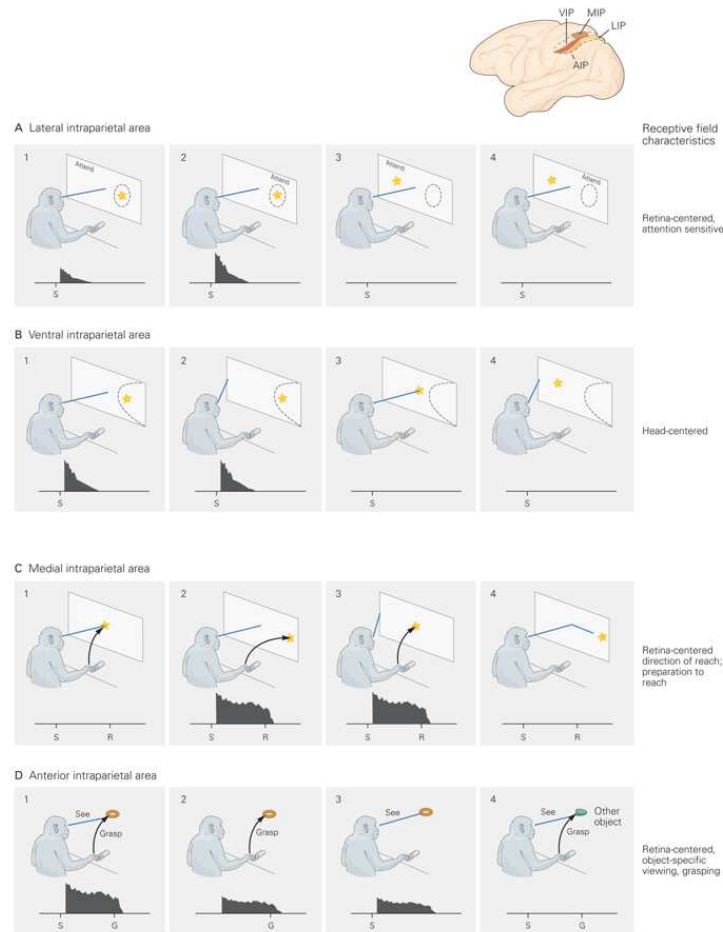 VIP MIP
LIP
AIP
A Lateral intraparietal area
Receptive field
characteristics
1
Attend
2
Attend
3
Attend
4
Attend
Retina-centered,
attention sensitive
S
S
S
S
B Ventral intraparietal area
1
2
3
4
Head-centered
S
S
S
S
C Medial intraparietal area
1
2
3
4
Retina-centered
direction of reach;
preparation to
reach
S R
S R
S R
S R
D Anterior intraparietal area
1
See
Grasp
2
Grasp
3
See
4
See
Grasp
Other
object
Retina-centered,
object-specific
viewing, grasping
S G
G
S
S G